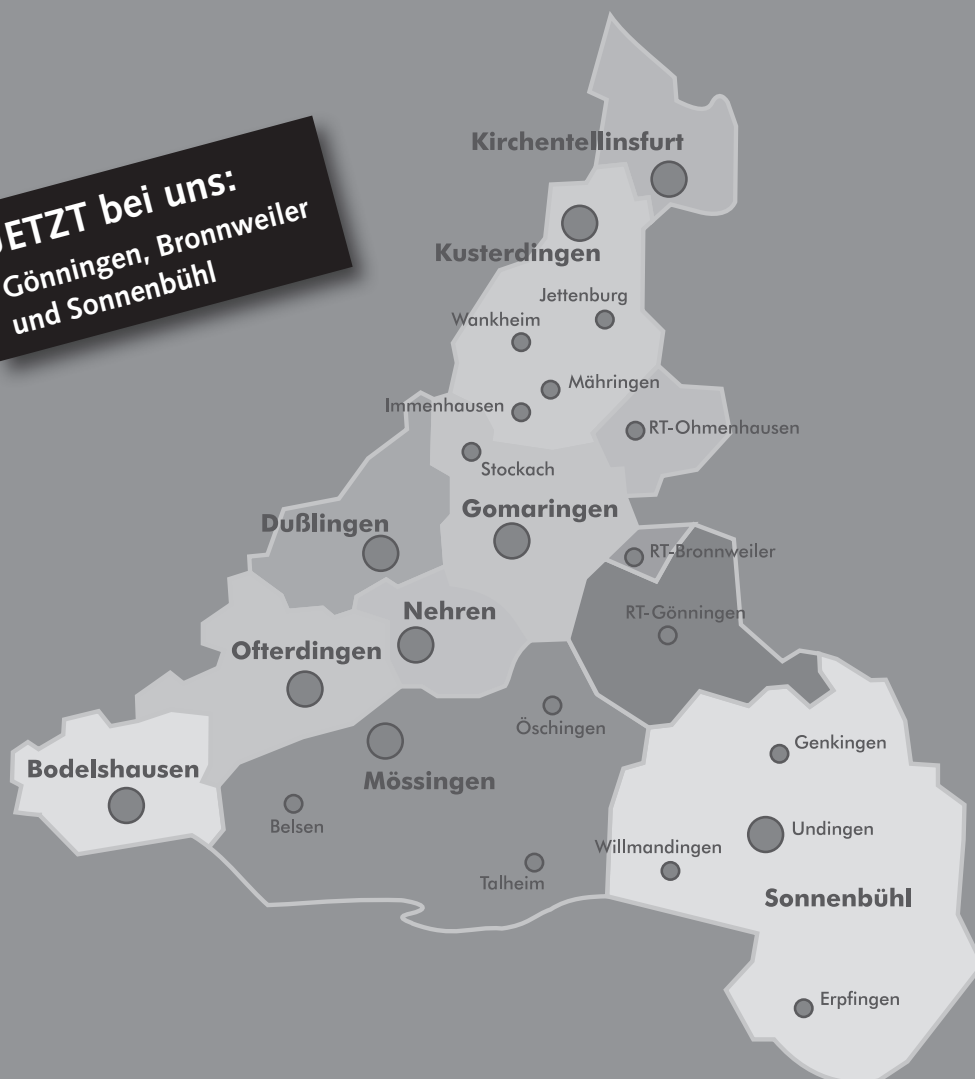 JETZT bei uns:
Gönningen, Bronnweiler
und Sonnenbühl
Kirchentellinsfurt
Kusterdingen
Jettenburg
Wankheim
Mähringen
Immenhausen
RT-Ohmenhausen
Stockach
Gomaringen
Dußlingen
RT-Bronnweiler
Nehren
RT-Gönningen
Ofterdingen
Öschingen
Genkingen
Bodelshausen
Mössingen
Belsen
Undingen
Willmandingen
Talheim
Sonnenbühl
Erpfingen